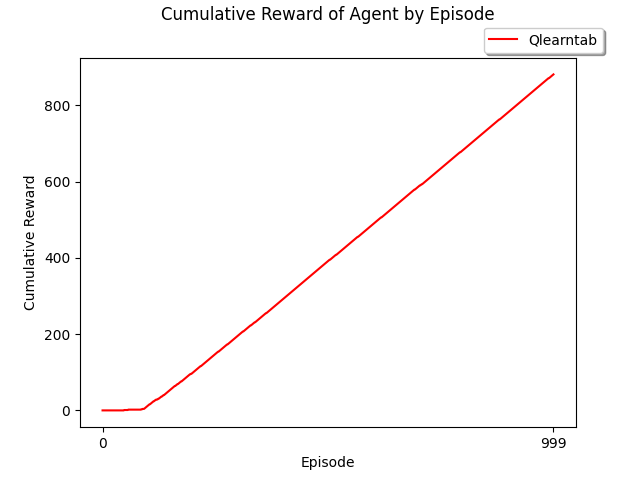 Cumulative Reward of Agent by Episode
Qlearntab
Cumulative Reward
800
600
400
200
0
0
999
Episode